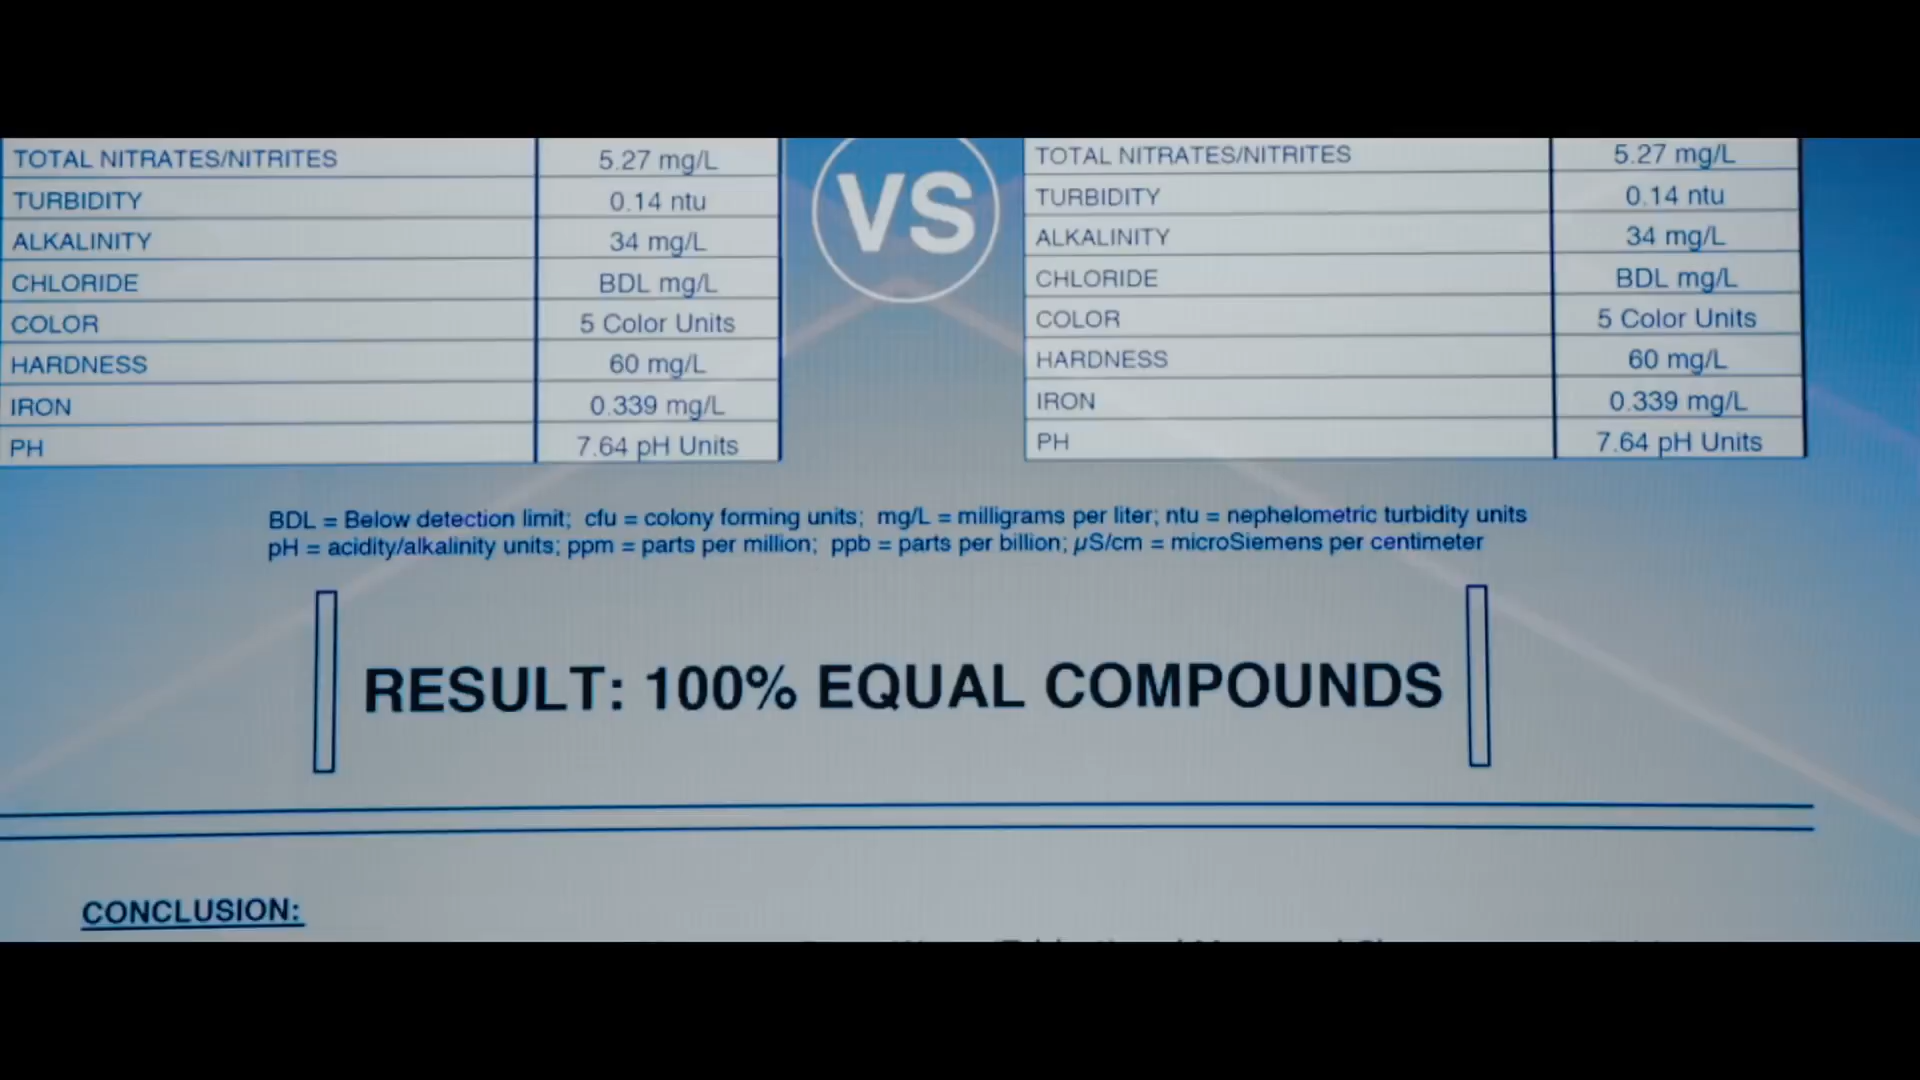 TOTAL NITRATES/NITRITES 5.27 mg/L
TURBIDITY 0.14 ntu
ALKALINITY 34 mg/L
CHLORIDE BDL mg/L
COLOR 5 Color Units
HARDNESS 60 mg/L
IRON 0.339 mg/L
PH 7.64 pH Units
VS
TOTAL NITRATES/NITRITES 5.27 mg/L
TURBIDITY 0.14 ntu
ALKALINITY 34 mg/L
CHLORIDE BDL mg/L
COLOR 5 Color Units
HARDNESS 60 mg/L
IRON 0.339 mg/L
PH 7.64 pH Units
BDL = Below detection limit; cfu = colony forming units; mg/L = milligrams per liter; ntu = nephelometric turbidity units
pH = acidity/alkalinity units; ppm = parts per million; ppb = parts per billion; µS/cm = microSiemens per centimeter
RESULT: 100% EQUAL COMPOUNDS
CONCLUSION: